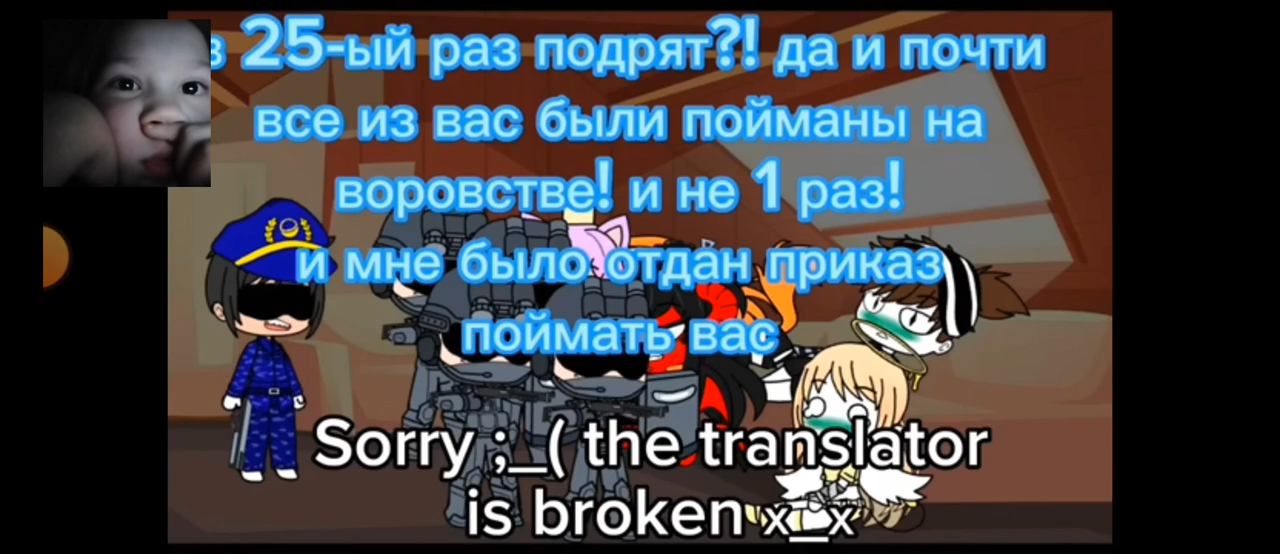 в 25-ый раз подрят?! да и почти
все из вас были пойманы на
воровстве! и не 1 раз!
и мне было отдан приказ
поймать вас
Sorry ;_( the translator
is broken x_x